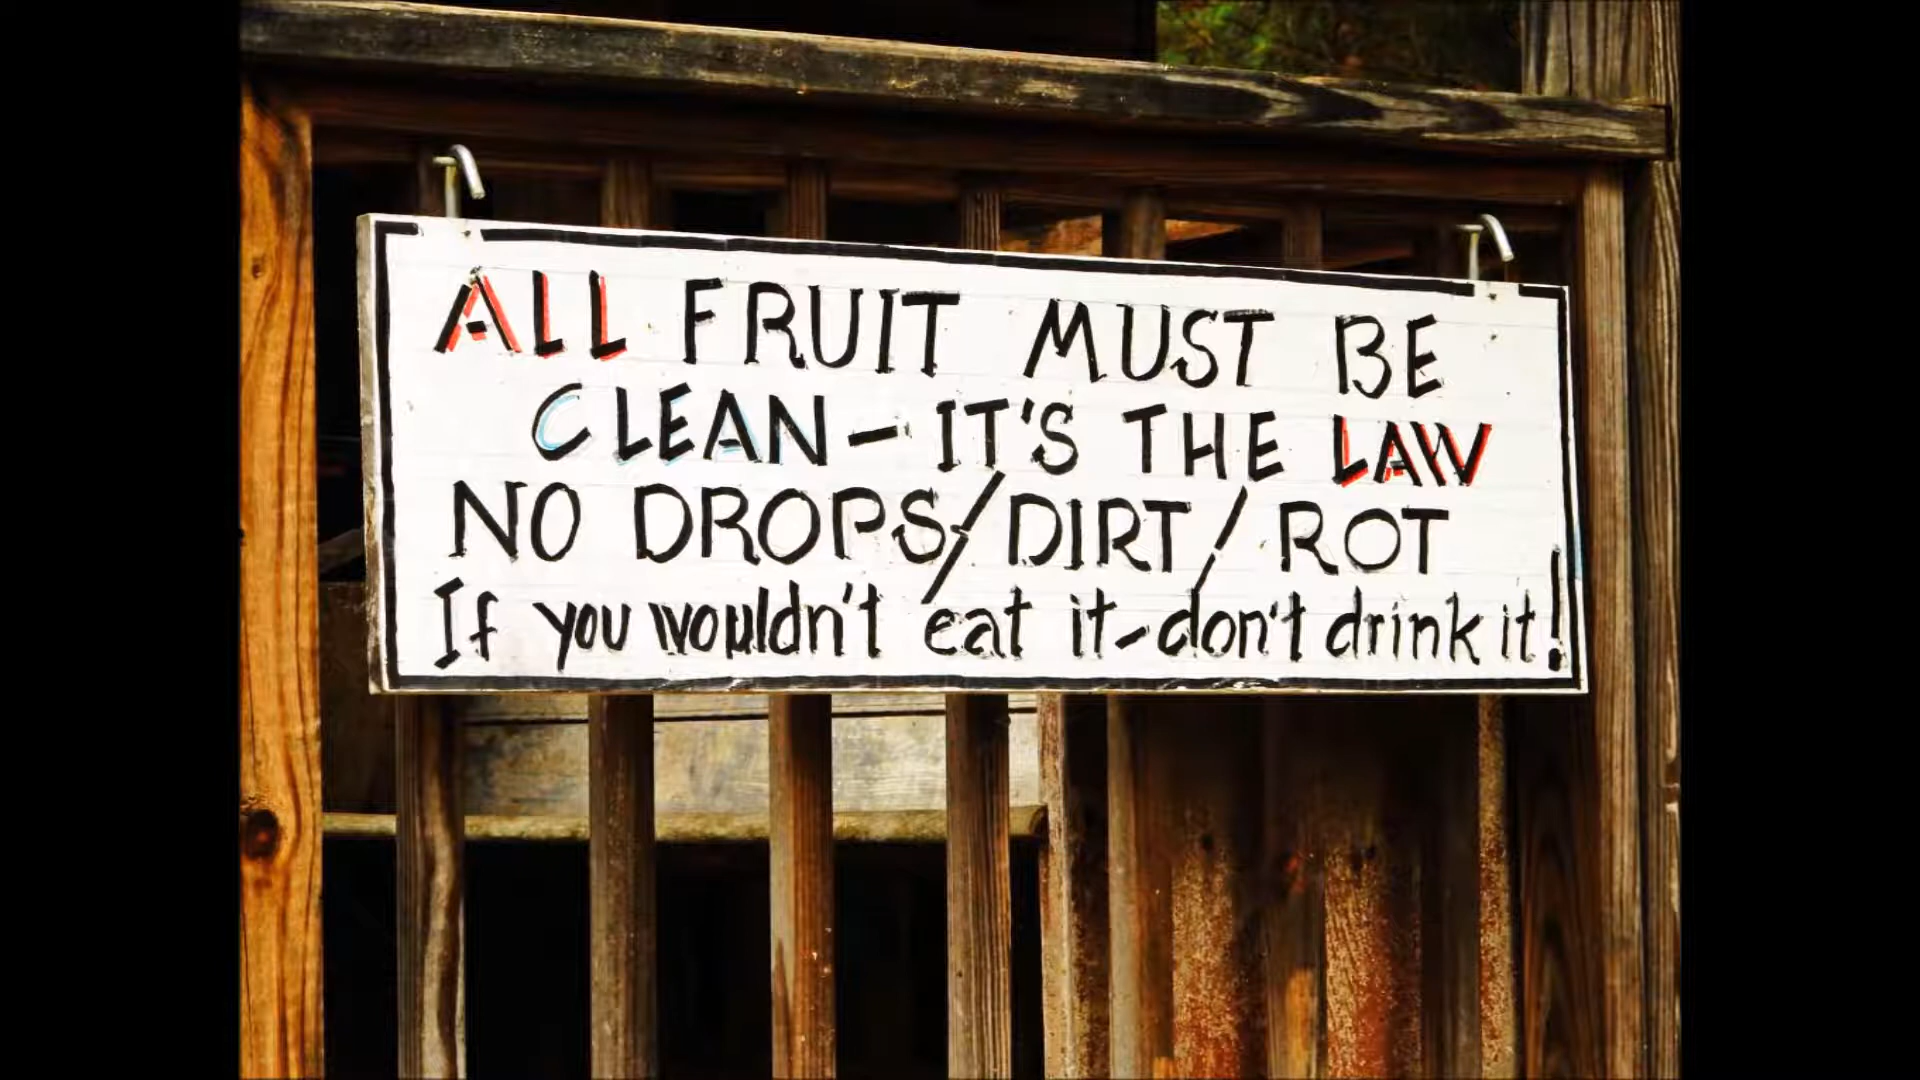 ALL FRUIT MUST BE
CLEAN - IT'S THE LAW
NO DROPS/DIRT/ROT
If you wouldn't eat it-don't drink it!